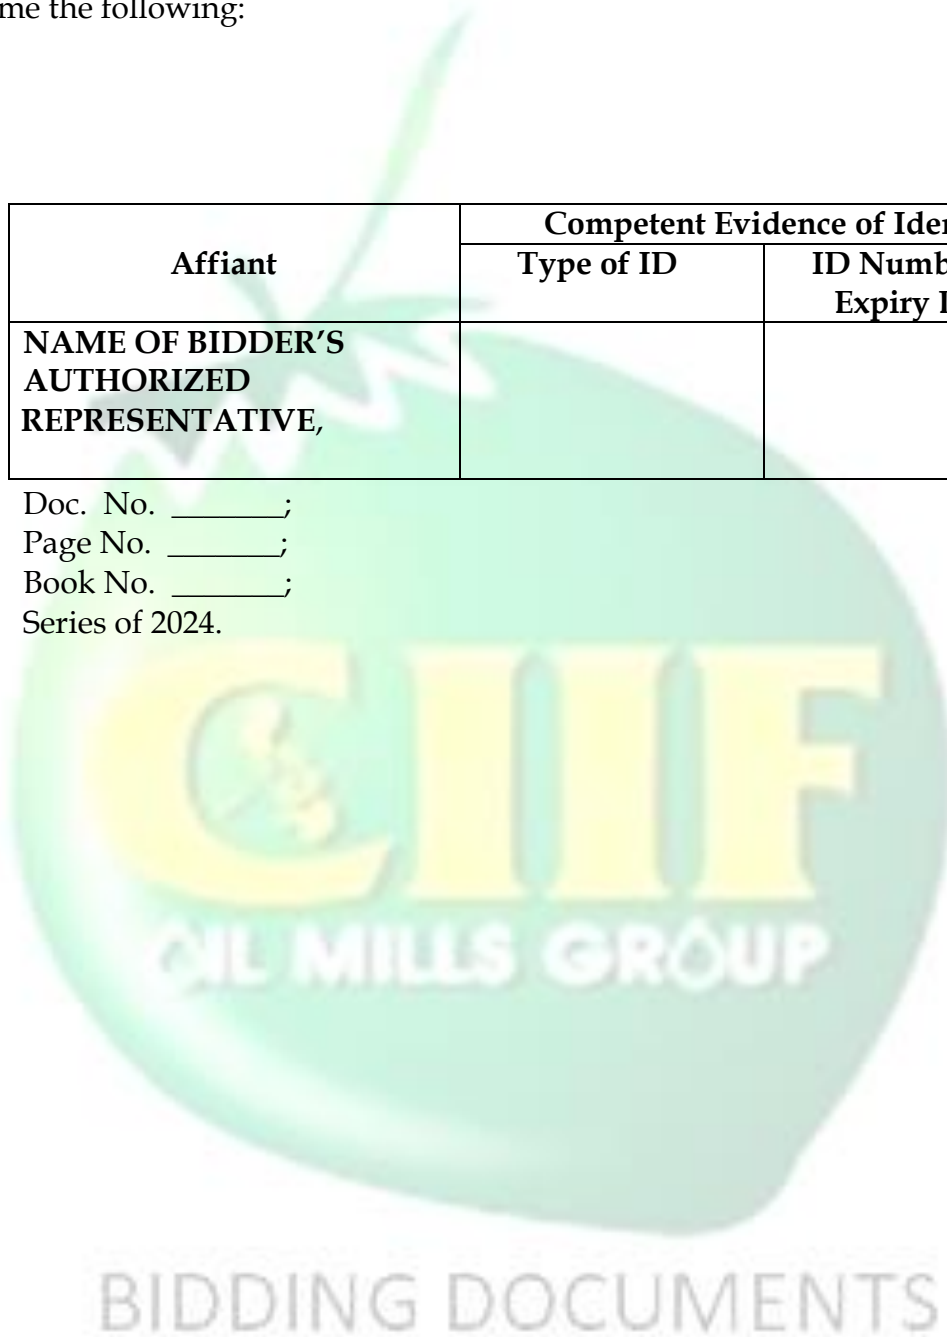 me the following:
Affiant
Competent Evidence of Iden
Type of ID
ID Numb
Expiry D
NAME OF BIDDER'S
AUTHORIZED
REPRESENTATIVE,
Doc. No. _______;
Page No. _______;
Book No. _______;
Series of 2024.
CIIF
OIL MILLS GROUP
BIDDING DOCUMENTS